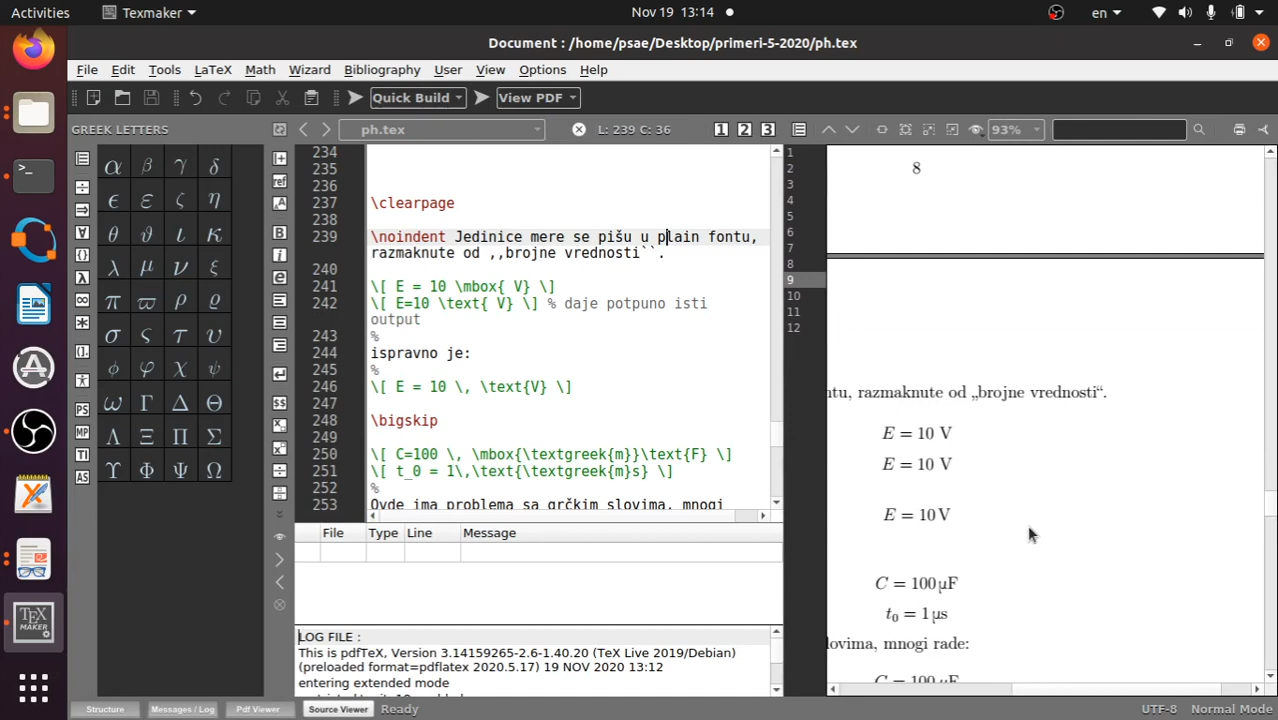 Activities Texmaker Nov 19 13:14 en
Document : /home/psae/Desktop/primeri-5-2020/ph.tex
File Edit Tools LaTeX Math Wizard Bibliography User View Options Help
Quick Build View PDF
GREEK LETTERS ph.tex L: 239 C: 36 1 2 3 93%
α β γ δ
ϵ ε ζ η
θ ϑ ι κ
λ μ ν ξ
π ϖ ρ ϱ
σ ς τ υ
ϕ φ χ ψ
ω Γ Δ Θ
Λ Ξ Π Σ
Υ Φ Ψ Ω
PS
MP
TI
AS
ref
234
235
236
237 \clearpage
238
239 \noindent Jedinice mere se pišu u plain fontu,
razmaknute od ,,brojne vrednosti``.
240
241 \[ E = 10 \mbox{ V} \]
242 \[ E=10 \text{ V} \] % daje potpuno isti
output
243 %
244 ispravno je:
245 %
246 \[ E = 10 \, \text{V} \]
247
248 \bigskip
249
250 \[ C=100 \, \mbox{\textgreek{m}}\text{F} \]
251 \[ t_0 = 1\,\text{\textgreek{m}s} \]
252 %
253 Ovde ima problema sa grčkim slovima, mnogi
File Type Line Message
LOG FILE :
This is pdfTeX, Version 3.14159265-2.6-1.40.20 (TeX Live 2019/Debian)
(preloaded format=pdflatex 2020.5.17) 19 NOV 2020 13:12
entering extended mode
1
2
3
4
5
6
7
8
9
10
11
12
8
ntu, razmaknute od „brojne vrednosti“.
E = 10 V
E = 10 V
E = 10 V
C = 100 µF
t0 = 1 µs
lovima, mnogi rade:
C = 100 µF
TEX MAKER
Structure Messages / Log Pdf Viewer Source Viewer Ready UTF-8 Normal Mode